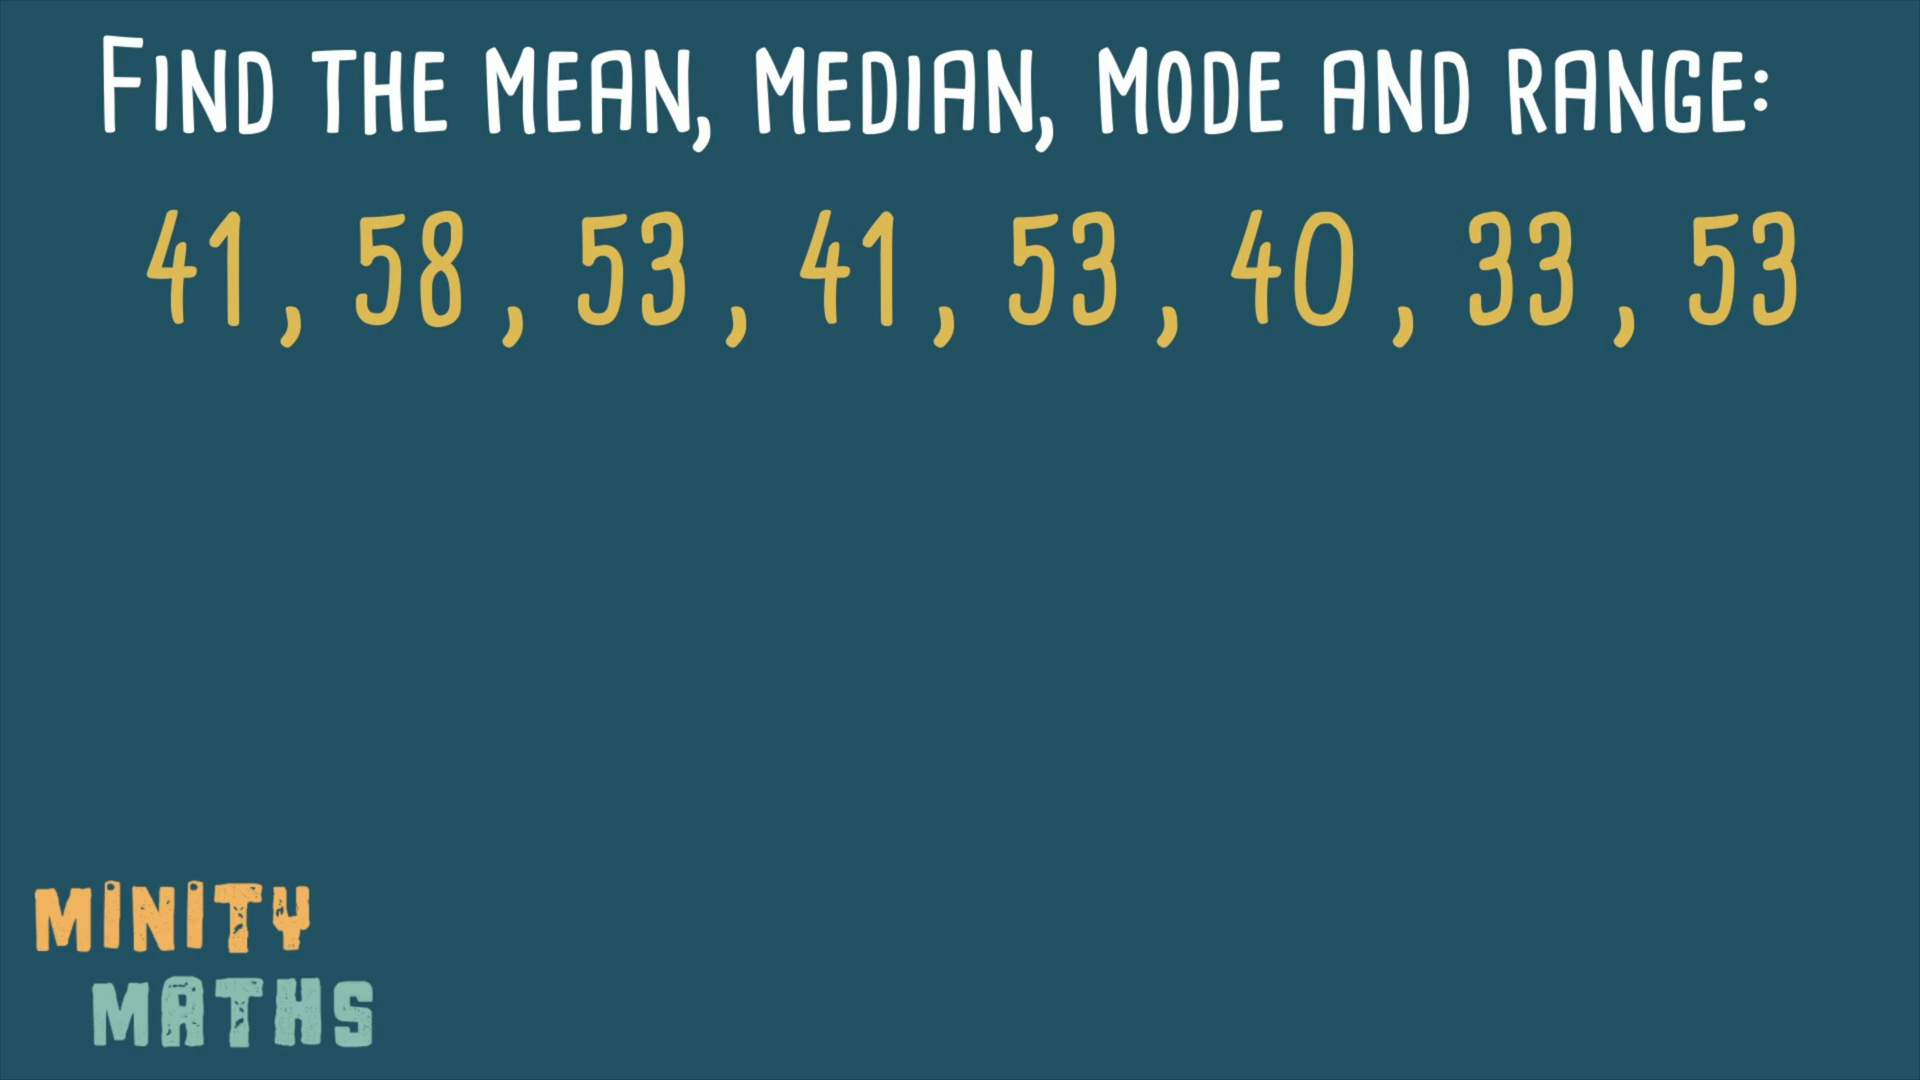 FIND THE MEAN, MEDIAN, MODE AND RANGE:
41 , 58 , 53 , 41 , 53 , 40 , 33 , 53
MINITY
MATHS